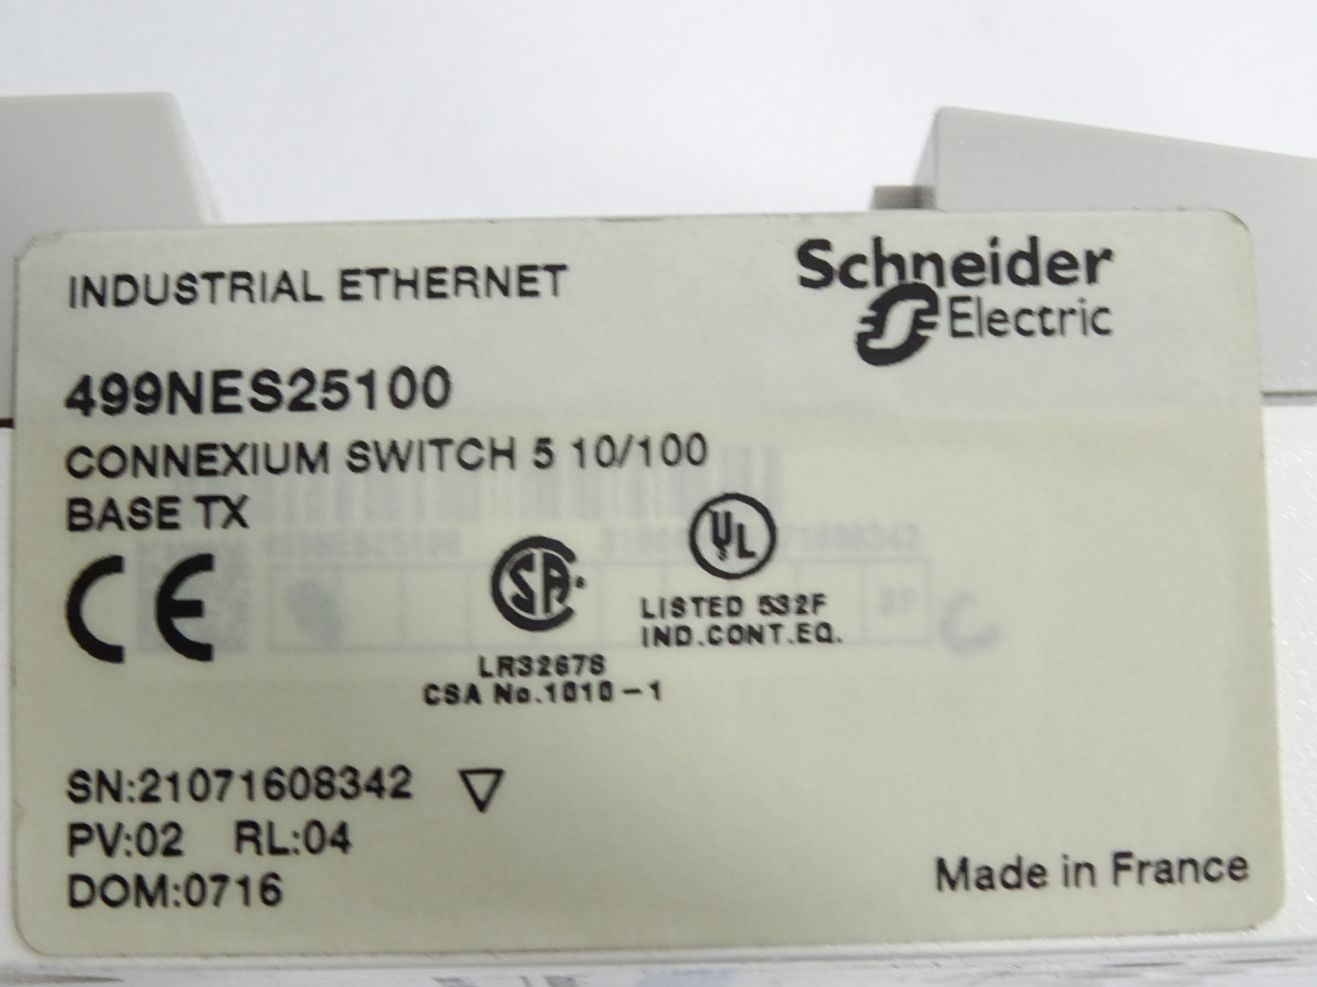 INDUSTRIAL ETHERNET
Schneider
Electric
499NES25100
CONNEXIUM SWITCH 5 10/100
BASE TX
CE
SA
UL
LISTED 532F
IND.CONT.EQ.
LR32678
CSA No.1010-1
SN:21071608342
PV:02 RL:04
DOM:0716
Made in France